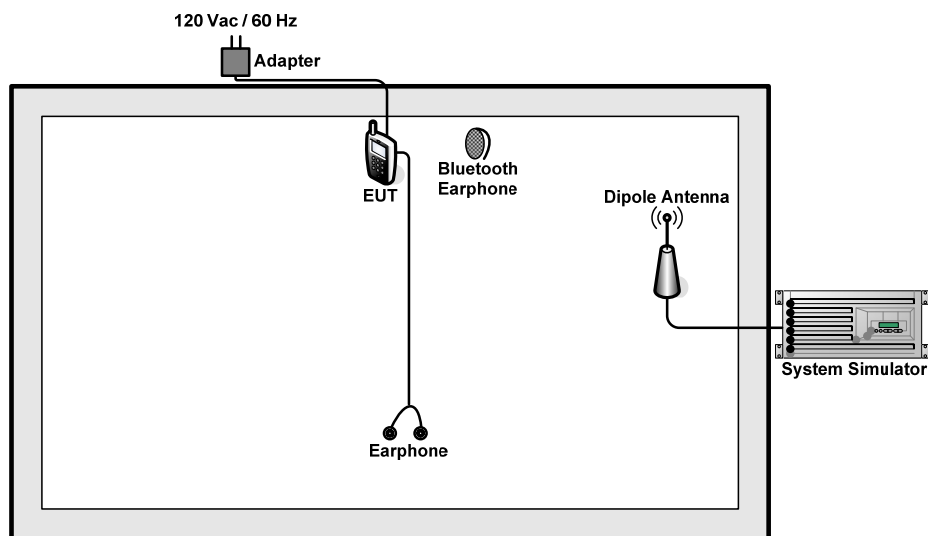 120 Vac / 60 Hz
Adapter
EUT
Bluetooth
Earphone
Dipole Antenna
System Simulator
Earphone